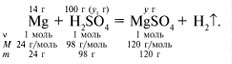 14 г 100 г (y, г) y г
Mg + H₂SO₄ = MgSO₄ + H₂↑.
ν 1 моль 1 моль 1 моль
M 24 г/моль 98 г/моль 120 г/моль
m 24 г 98 г 120 г